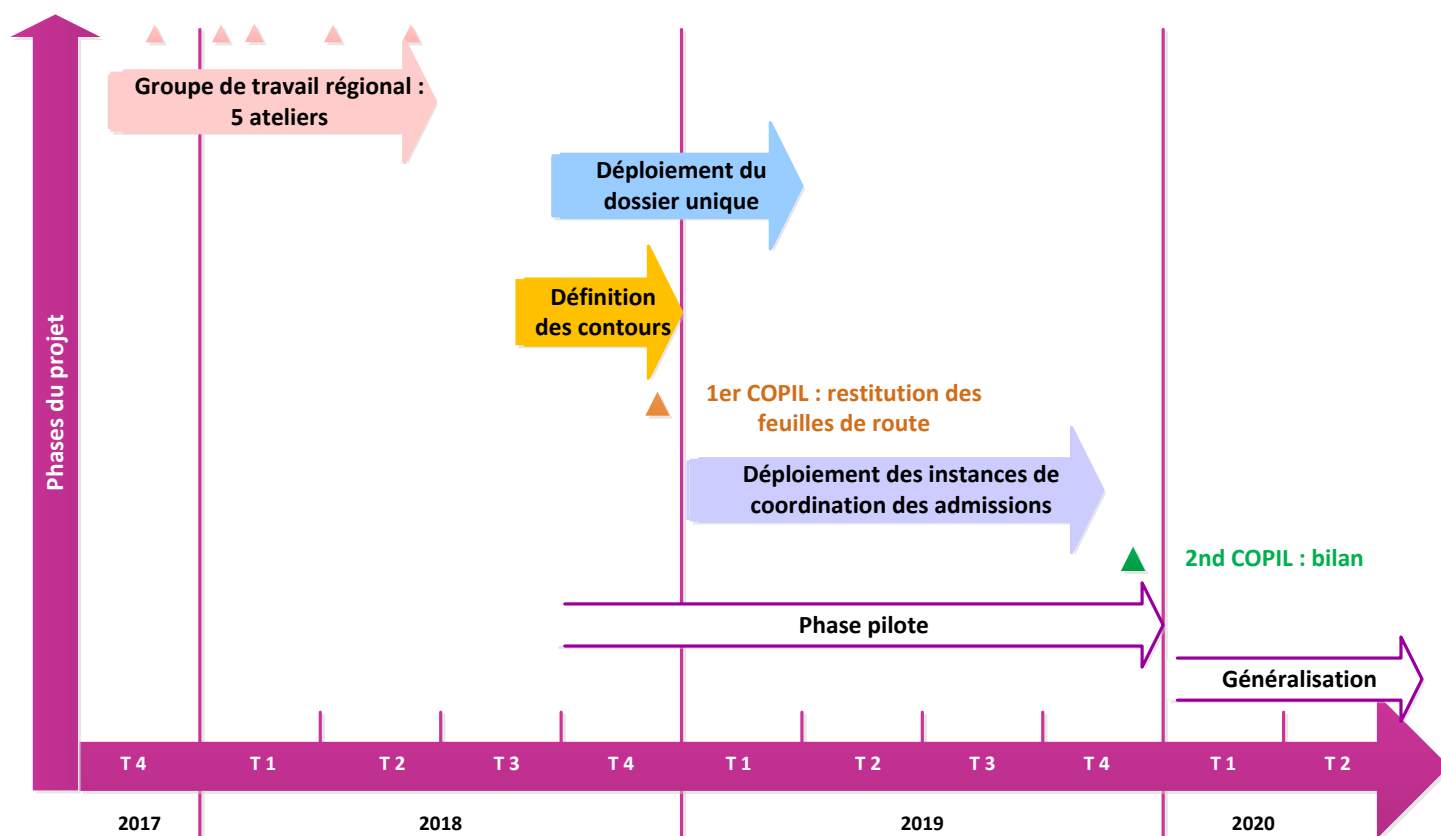 Groupe de travail régional :
5 ateliers
Déploiement du
dossier unique
Définition
des contours
Phases du projet
1er COPIL : restitution des
feuilles de route
Déploiement des instances de
coordination des admissions
2nd COPIL : bilan
Phase pilote
Généralisation
T 4 T 1 T 2 T 3 T 4 T 1 T 2 T 3 T 4 T 1 T 2
2017 2018 2019 2020